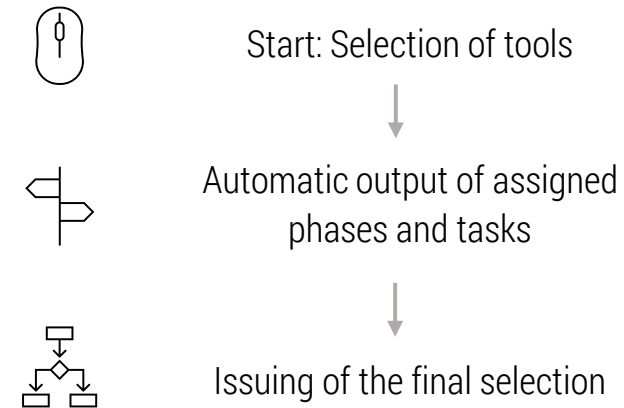 Start: Selection of tools
Automatic output of assigned
phases and tasks
Issuing of the final selection